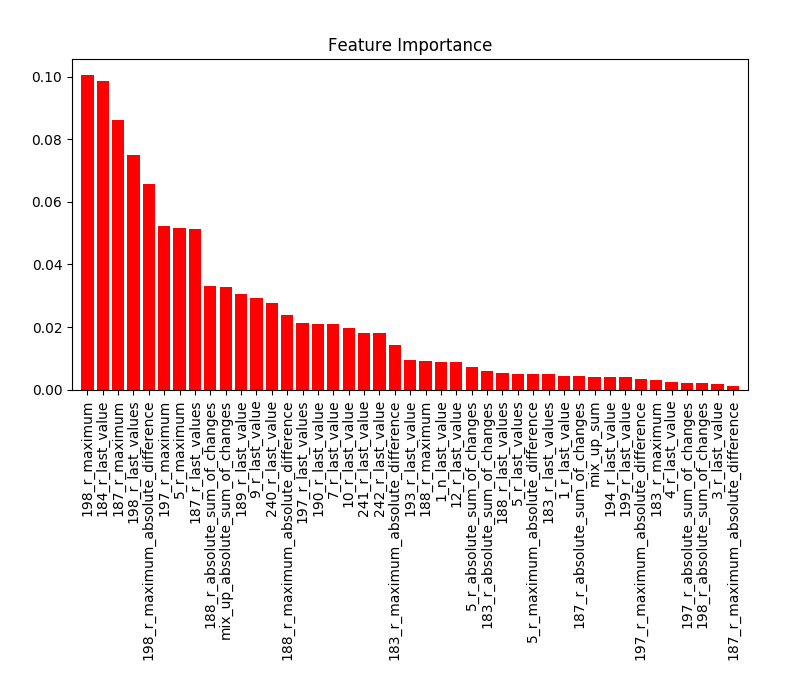 Feature Importance
0.10
0.08
0.06
0.04
0.02
0.00
198_r_maximum
184_r_last_value
187_r_maximum
198_r_last_values
198_r_maximum_absolute_difference
197_r_maximum
5_r_maximum
187_r_last_values
188_r_absolute_sum_of_changes
mix_up_absolute_sum_of_changes
189_r_last_value
9_r_last_value
240_r_last_value
188_r_maximum_absolute_difference
197_r_last_values
190_r_last_value
7_r_last_value
10_r_last_value
241_r_last_value
242_r_last_value
183_r_maximum_absolute_difference
193_r_last_value
188_r_maximum
1_n_last_value
12_r_last_value
5_r_absolute_sum_of_changes
183_r_absolute_sum_of_changes
188_r_last_values
5_r_last_values
5_r_maximum_absolute_difference
183_r_last_values
1_r_last_value
187_r_absolute_sum_of_changes
mix_up_sum
194_r_last_value
199_r_last_value
197_r_maximum_absolute_difference
183_r_maximum
4_r_last_value
197_r_absolute_sum_of_changes
198_r_absolute_sum_of_changes
3_r_last_value
187_r_maximum_absolute_difference